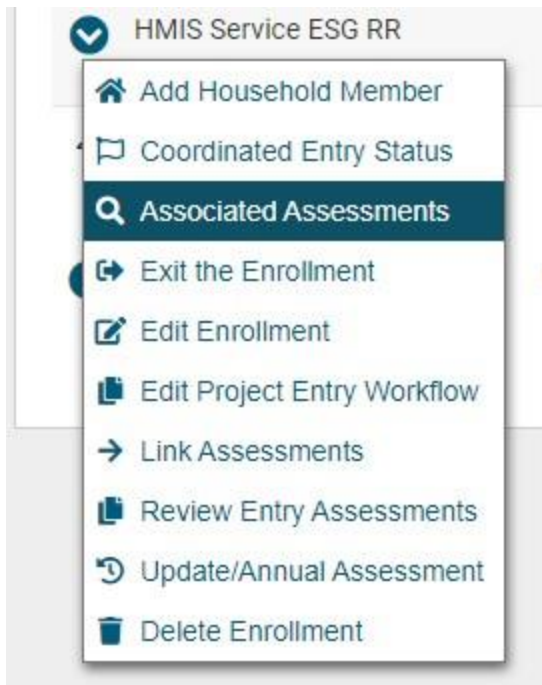 HMIS Service ESG RR
Add Household Member
Coordinated Entry Status
Associated Assessments
Exit the Enrollment
Edit Enrollment
Edit Project Entry Workflow
Link Assessments
Review Entry Assessments
Update/Annual Assessment
Delete Enrollment